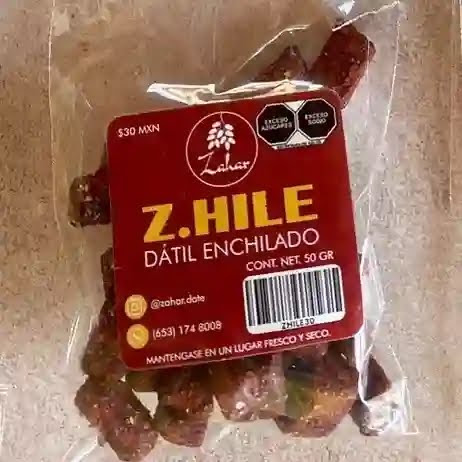 $30 MXN
Zahar
EXCESO
AZÚCARES
EXCESO
SODIO
Z.HILE
DÁTIL ENCHILADO
CONT. NET. 50 GR
@zahar.date
(653) 174 8008
ZHILE30
MANTENGASE EN UN LUGAR FRESCO Y SECO.